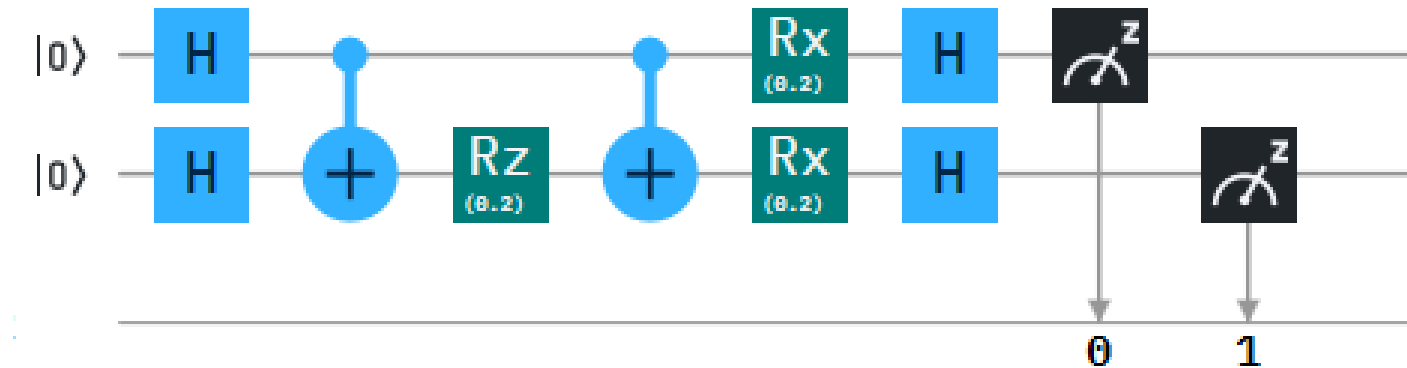 |0⟩ H Rx (0.2) H z
|0⟩ H Rz (0.2) Rx (0.2) H z
0 1